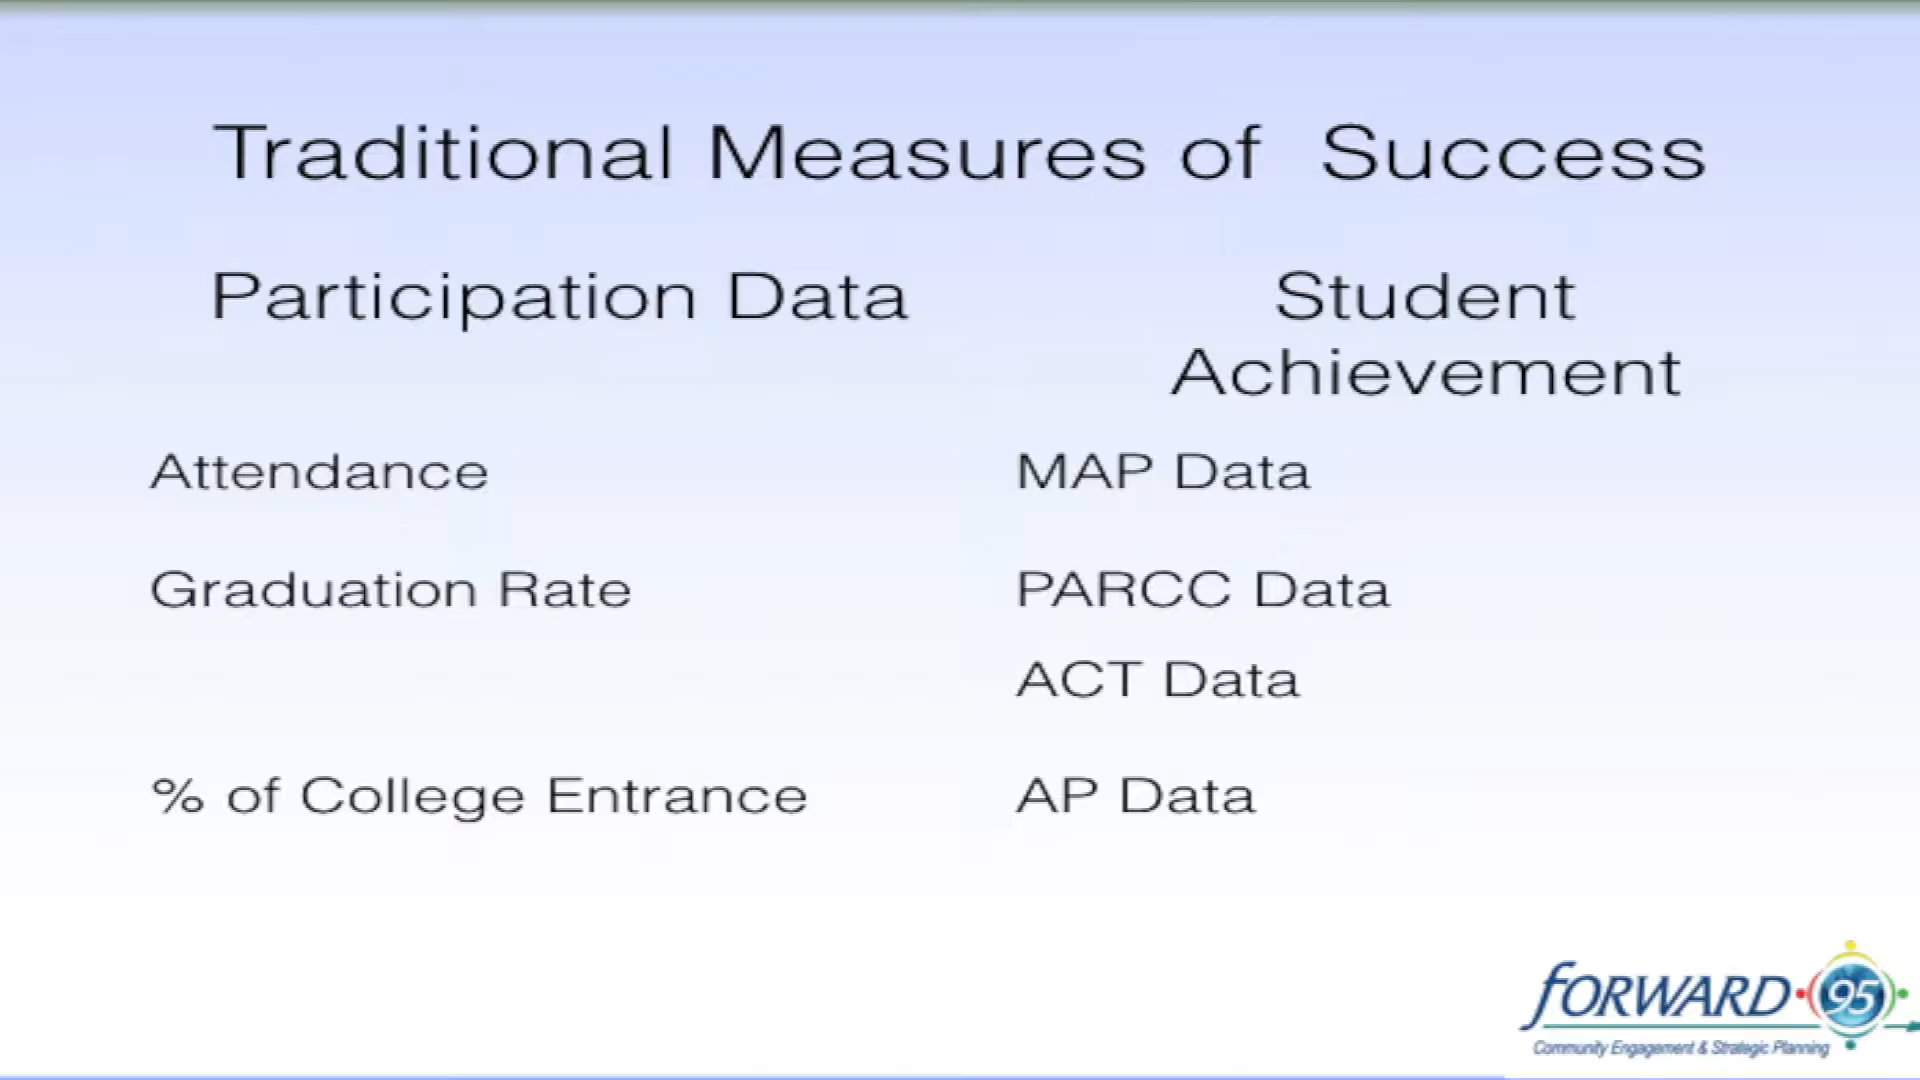 Traditional Measures of Success
Participation Data
Student
Achievement
Attendance
MAP Data
Graduation Rate
PARCC Data
ACT Data
% of College Entrance
AP Data
FORWARD 95
Community Engagement & Strategic Planning